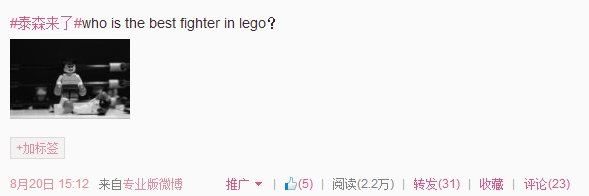 #泰森来了#who is the best fighter in lego？
+加标签
8月20日 15:12 来自专业版微博 推广 | (5) | 阅读(2.2万) | 转发(31) | 收藏 | 评论(23)